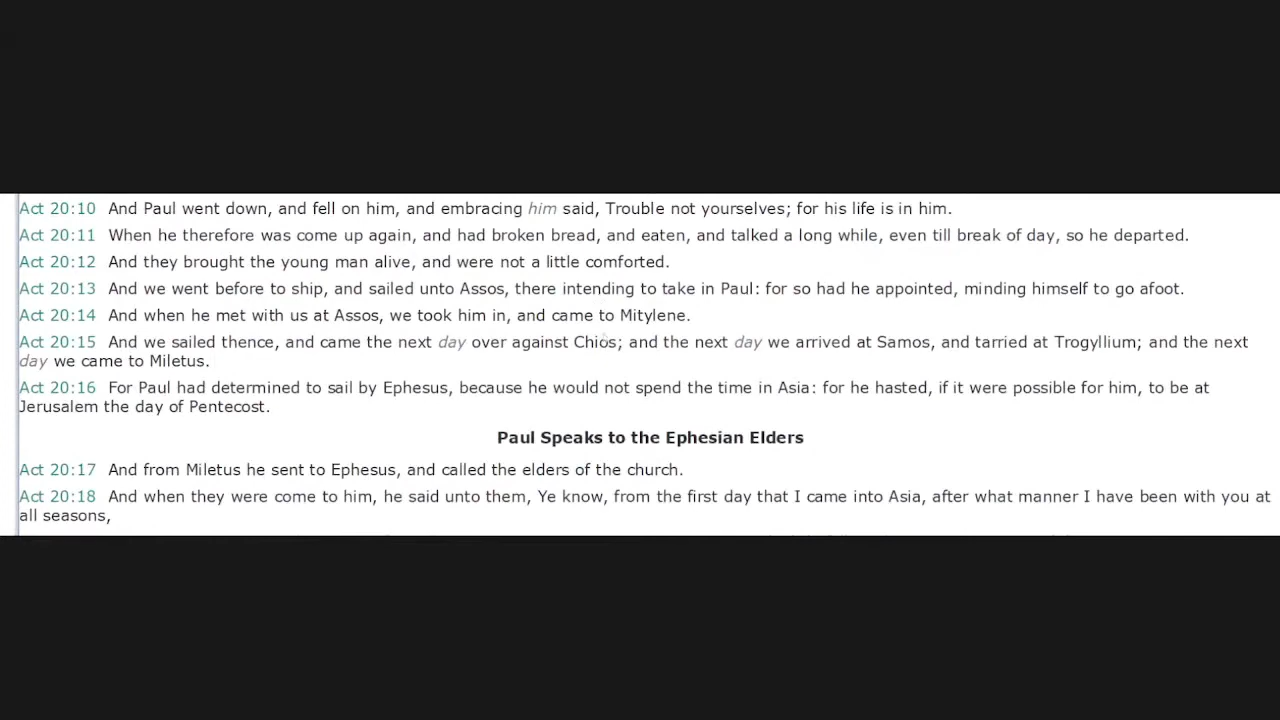 Act 20:10 And Paul went down, and fell on him, and embracing him said, Trouble not yourselves; for his life is in him.
Act 20:11 When he therefore was come up again, and had broken bread, and eaten, and talked a long while, even till break of day, so he departed.
Act 20:12 And they brought the young man alive, and were not a little comforted.
Act 20:13 And we went before to ship, and sailed unto Assos, there intending to take in Paul: for so had he appointed, minding himself to go afoot.
Act 20:14 And when he met with us at Assos, we took him in, and came to Mitylene.
Act 20:15 And we sailed thence, and came the next day over against Chios; and the next day we arrived at Samos, and tarried at Trogyllium; and the next
day we came to Miletus.
Act 20:16 For Paul had determined to sail by Ephesus, because he would not spend the time in Asia: for he hasted, if it were possible for him, to be at
Jerusalem the day of Pentecost.
Paul Speaks to the Ephesian Elders
Act 20:17 And from Miletus he sent to Ephesus, and called the elders of the church.
Act 20:18 And when they were come to him, he said unto them, Ye know, from the first day that I came into Asia, after what manner I have been with you at
all seasons,